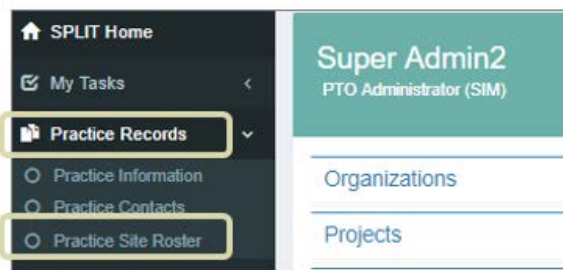 SPLIT Home
My Tasks
Practice Records
Practice Information
Practice Contacts
Practice Site Roster
Super Admin2
PTO Administrator (SIM)
Organizations
Projects